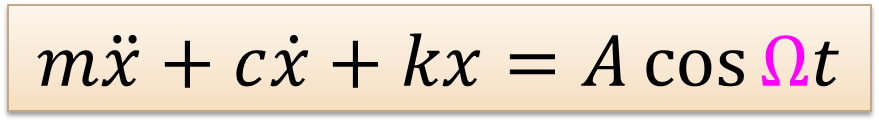 mẍ + cẋ + kx = A cos Ωt